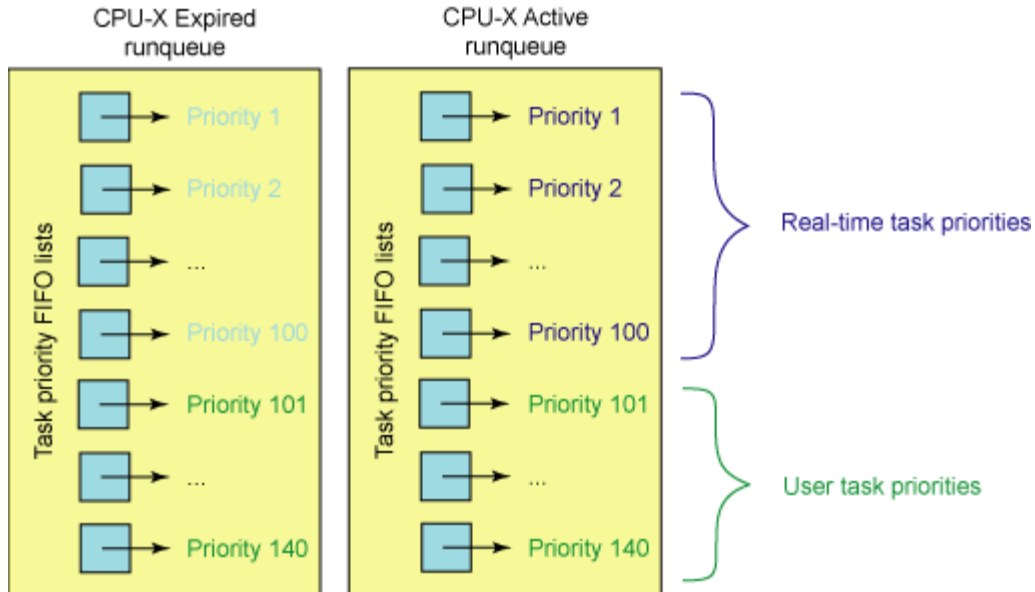 CPU-X Expired
runqueue
Task priority FIFO lists
Priority 1
Priority 2
...
Priority 100
Priority 101
...
Priority 140
CPU-X Active
runqueue
Task priority FIFO lists
Priority 1
Priority 2
...
Priority 100
Priority 101
...
Priority 140
Real-time task priorities
User task priorities